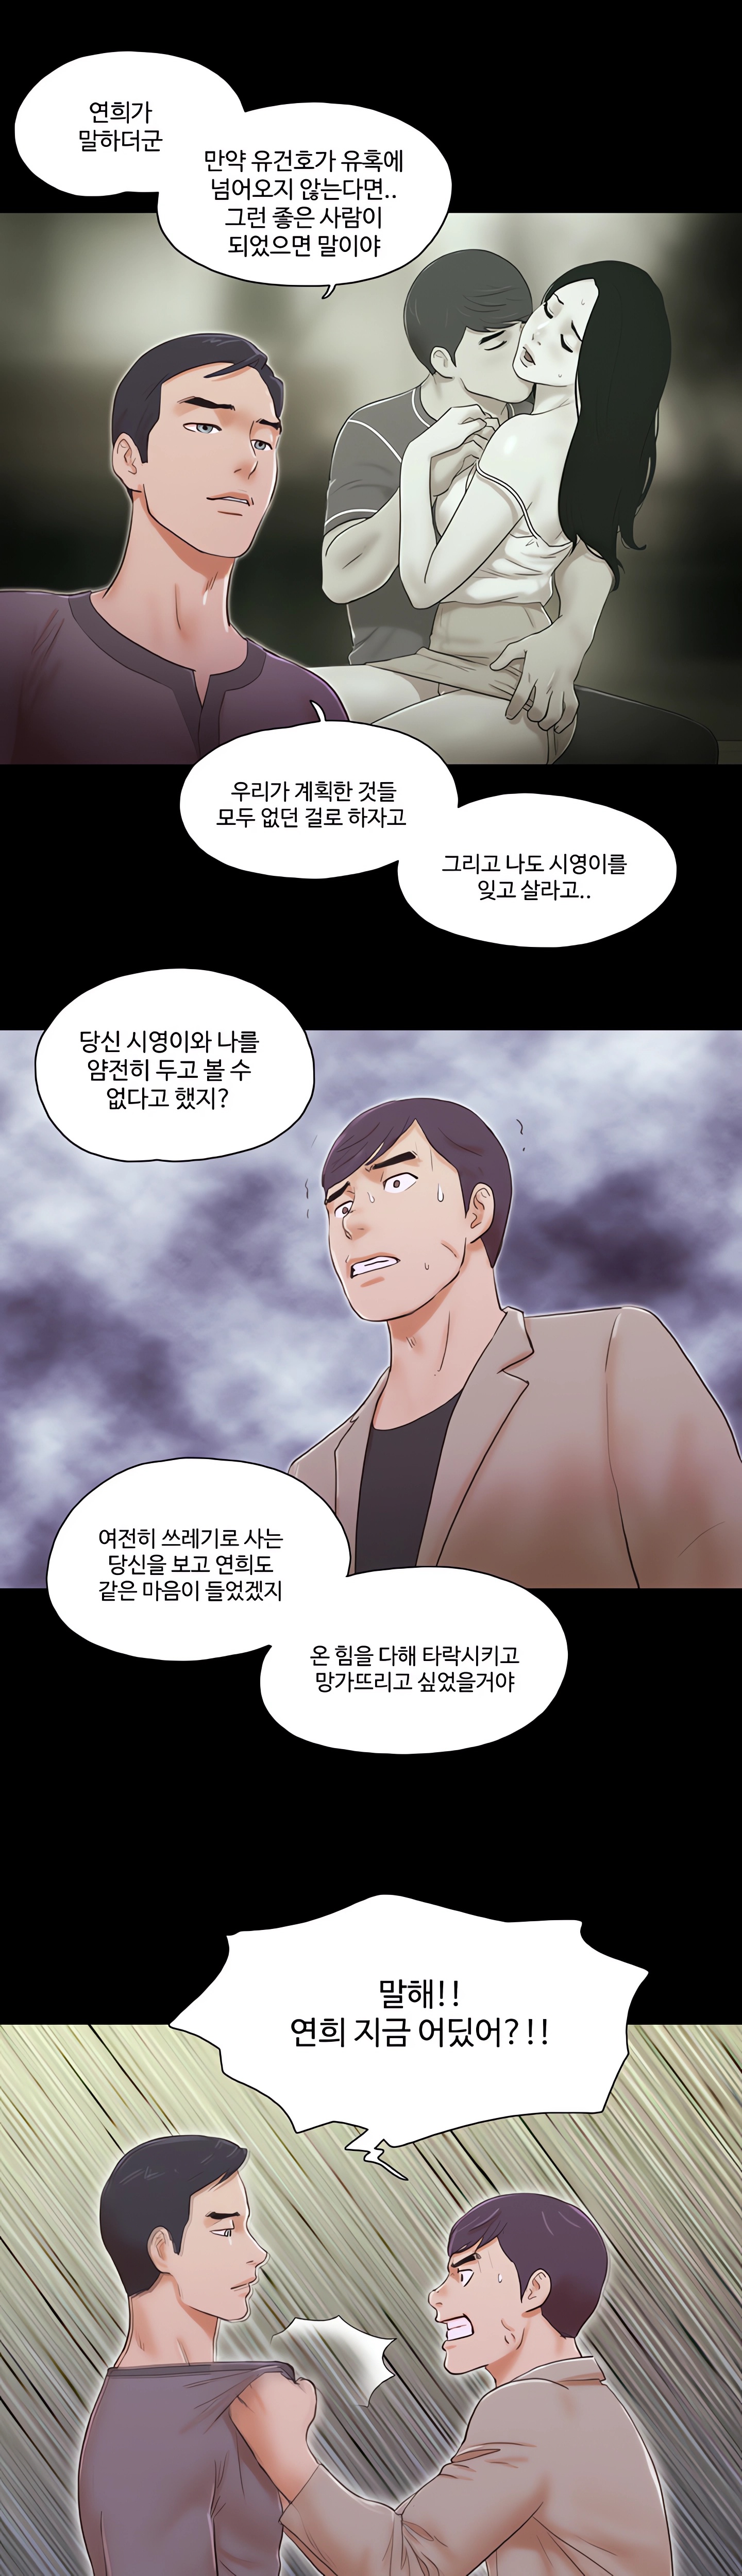 연희가
말하더군
만약 유건호가 유혹에
넘어오지 않는다면..
그런 좋은 사람이
되었으면 말이야
우리가 계획한 것들
모두 없던 걸로 하자고
그리고 나도 시영이를
잊고 살라고..
당신 시영이와 나를
얌전히 두고 볼 수
없다고 했지?
여전히 쓰레기로 사는
당신을 보고 연희도
같은 마음이 들었겠지
온 힘을 다해 타락시키고
망가뜨리고 싶었을거야
말해!!
연희 지금 어딨어?!!